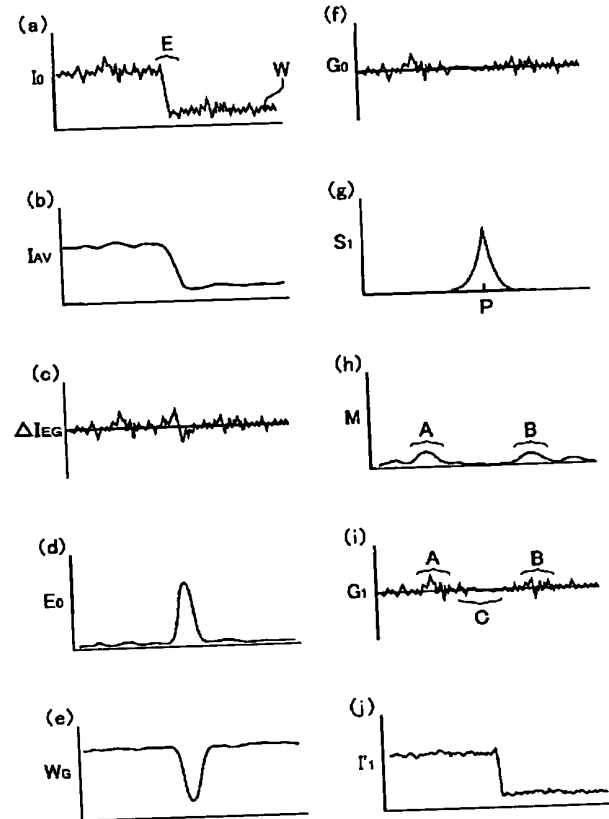 (a)
E
W
I0
(b)
IAV
(c)
ΔIEG
(d)
E0
(e)
WG
(f)
G0
(g)
S1
P
(h)
M
A
B
(i)
A
B
G1
C
(j)
I'1